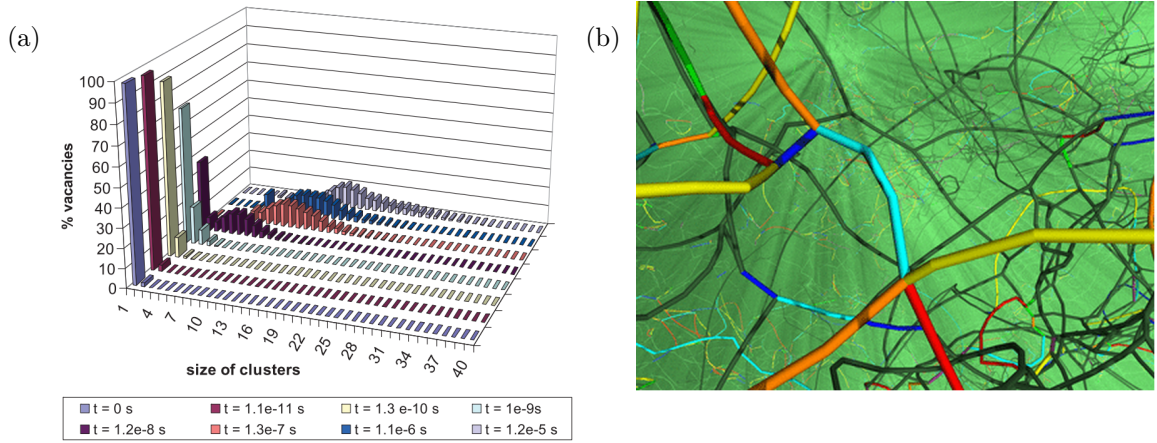 (a)
(b)
100
90
80
70
60
50
40
30
20
10
0
% vacancies
1 4 7 10 13 16 19 22 25 28 31 34 37 40
size of clusters
t = 0 s t = 1.1e-11 s t = 1.3 e-10 s t = 1e-9s
t = 1.2e-8 s t = 1.3e-7 s t = 1.1e-6 s t = 1.2e-5 s